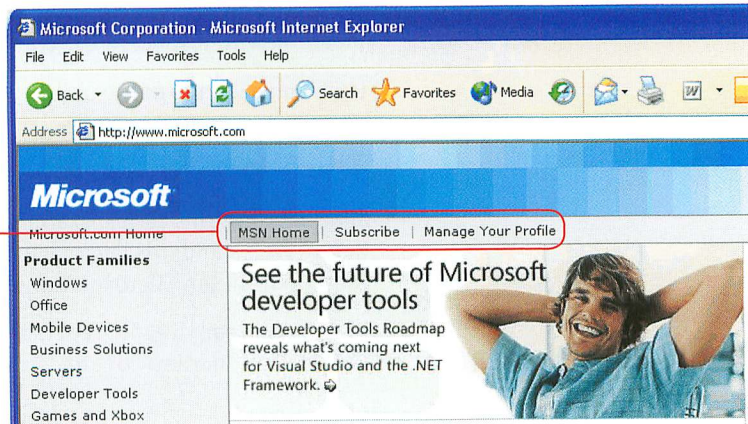 Microsoft Corporation - Microsoft Internet Explorer
File Edit View Favorites Tools Help
Back Search Favorites Media
Address http://www.microsoft.com
Microsoft
Microsoft.com Home | MSN Home | Subscribe | Manage Your Profile
Product Families
Windows
Office
Mobile Devices
Business Solutions
Servers
Developer Tools
Games and Xbox
See the future of Microsoft
developer tools
The Developer Tools Roadmap
reveals what's coming next
for Visual Studio and the .NET
Framework.